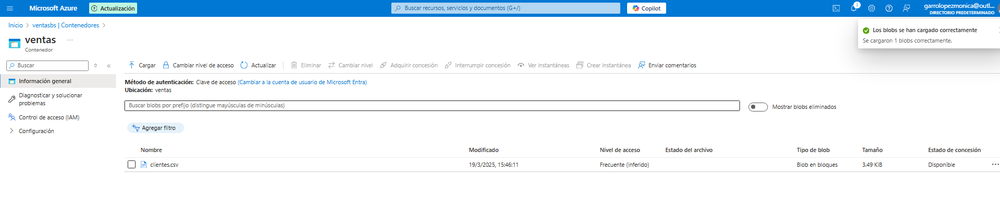 Microsoft Azure
Actualización
Buscar recursos, servicios y documentos (G+/)
Copilot
3
garrolopezmonica@outl...
DIRECTORIO PREDETERMINADO
Inicio > ventasbs | Contenedores >
Los blobs se han cargado correctamente
Se cargaron 1 blobs correctamente.
ventas ...
Contenedor
Buscar
Cargar Cambiar nivel de acceso Actualizar Eliminar Cambiar nivel Adquirir concesión Interrumpir concesión Ver instantáneas Crear instantánea Enviar comentarios
Información general
Diagnosticar y solucionar
problemas
Control de acceso (IAM)
Configuración
Método de autenticación: Clave de acceso (Cambiar a la cuenta de usuario de Microsoft Entra)
Ubicación: ventas
Buscar blobs por prefijo (distingue mayúsculas de minúsculas)
Mostrar blobs eliminados
Agregar filtro
Nombre Modificado Nivel de acceso Estado del archivo Tipo de blob Tamaño Estado de concesión
clientes.csv 19/3/2025, 15:46:11 Frecuente (inferido) Blob en bloques 3.49 KiB Disponible ...